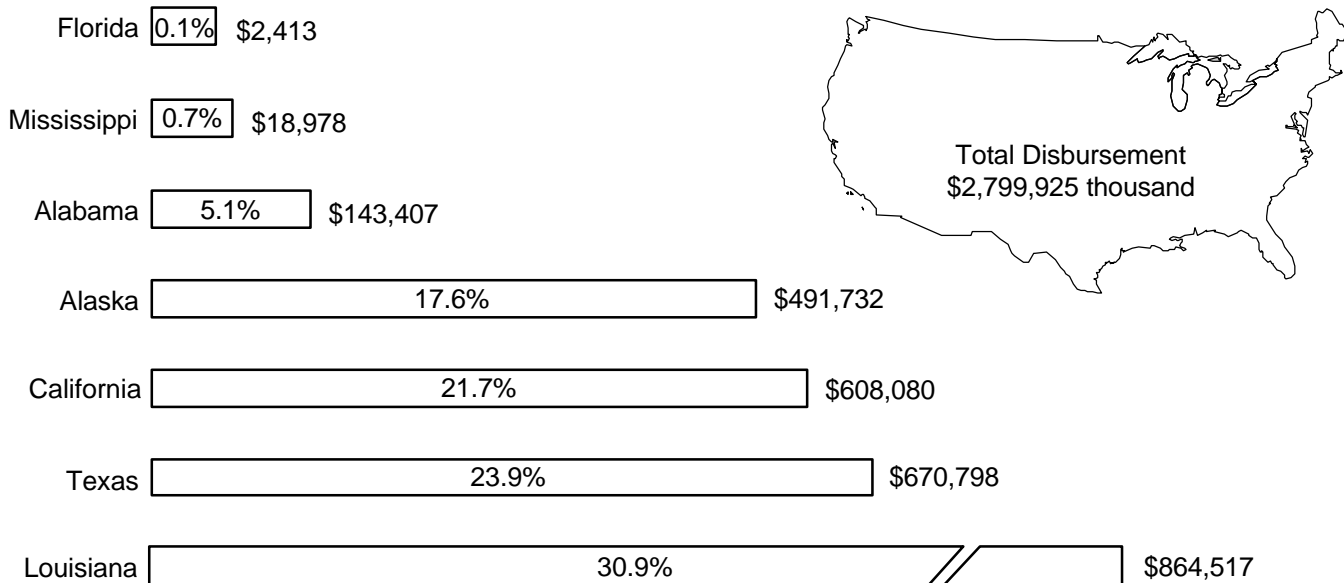 Florida 0.1% $2,413
Mississippi 0.7% $18,978
Total Disbursement
$2,799,925 thousand
Alabama 5.1% $143,407
Alaska 17.6% $491,732
California 21.7% $608,080
Texas 23.9% $670,798
Louisiana 30.9% $864,517